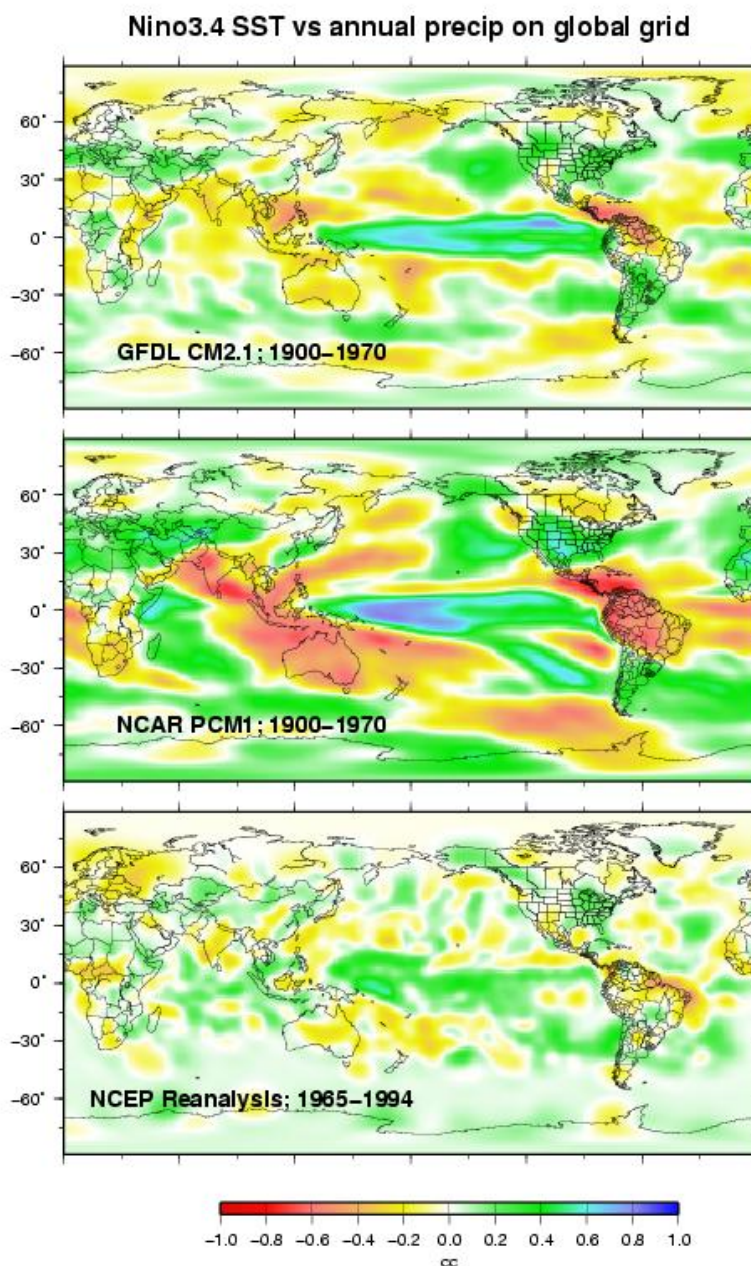 Nino3.4 SST vs annual precip on global grid
60°
30°
0°
−30°
−60°
GFDL CM2.1; 1900−1970
60°
30°
0°
−30°
−60°
NCAR PCM1; 1900−1970
60°
30°
0°
−30°
−60°
NCEP Reanalysis; 1965−1994
−1.0 −0.8 −0.6 −0.4 −0.2 0.0 0.2 0.4 0.6 0.8 1.0
cc